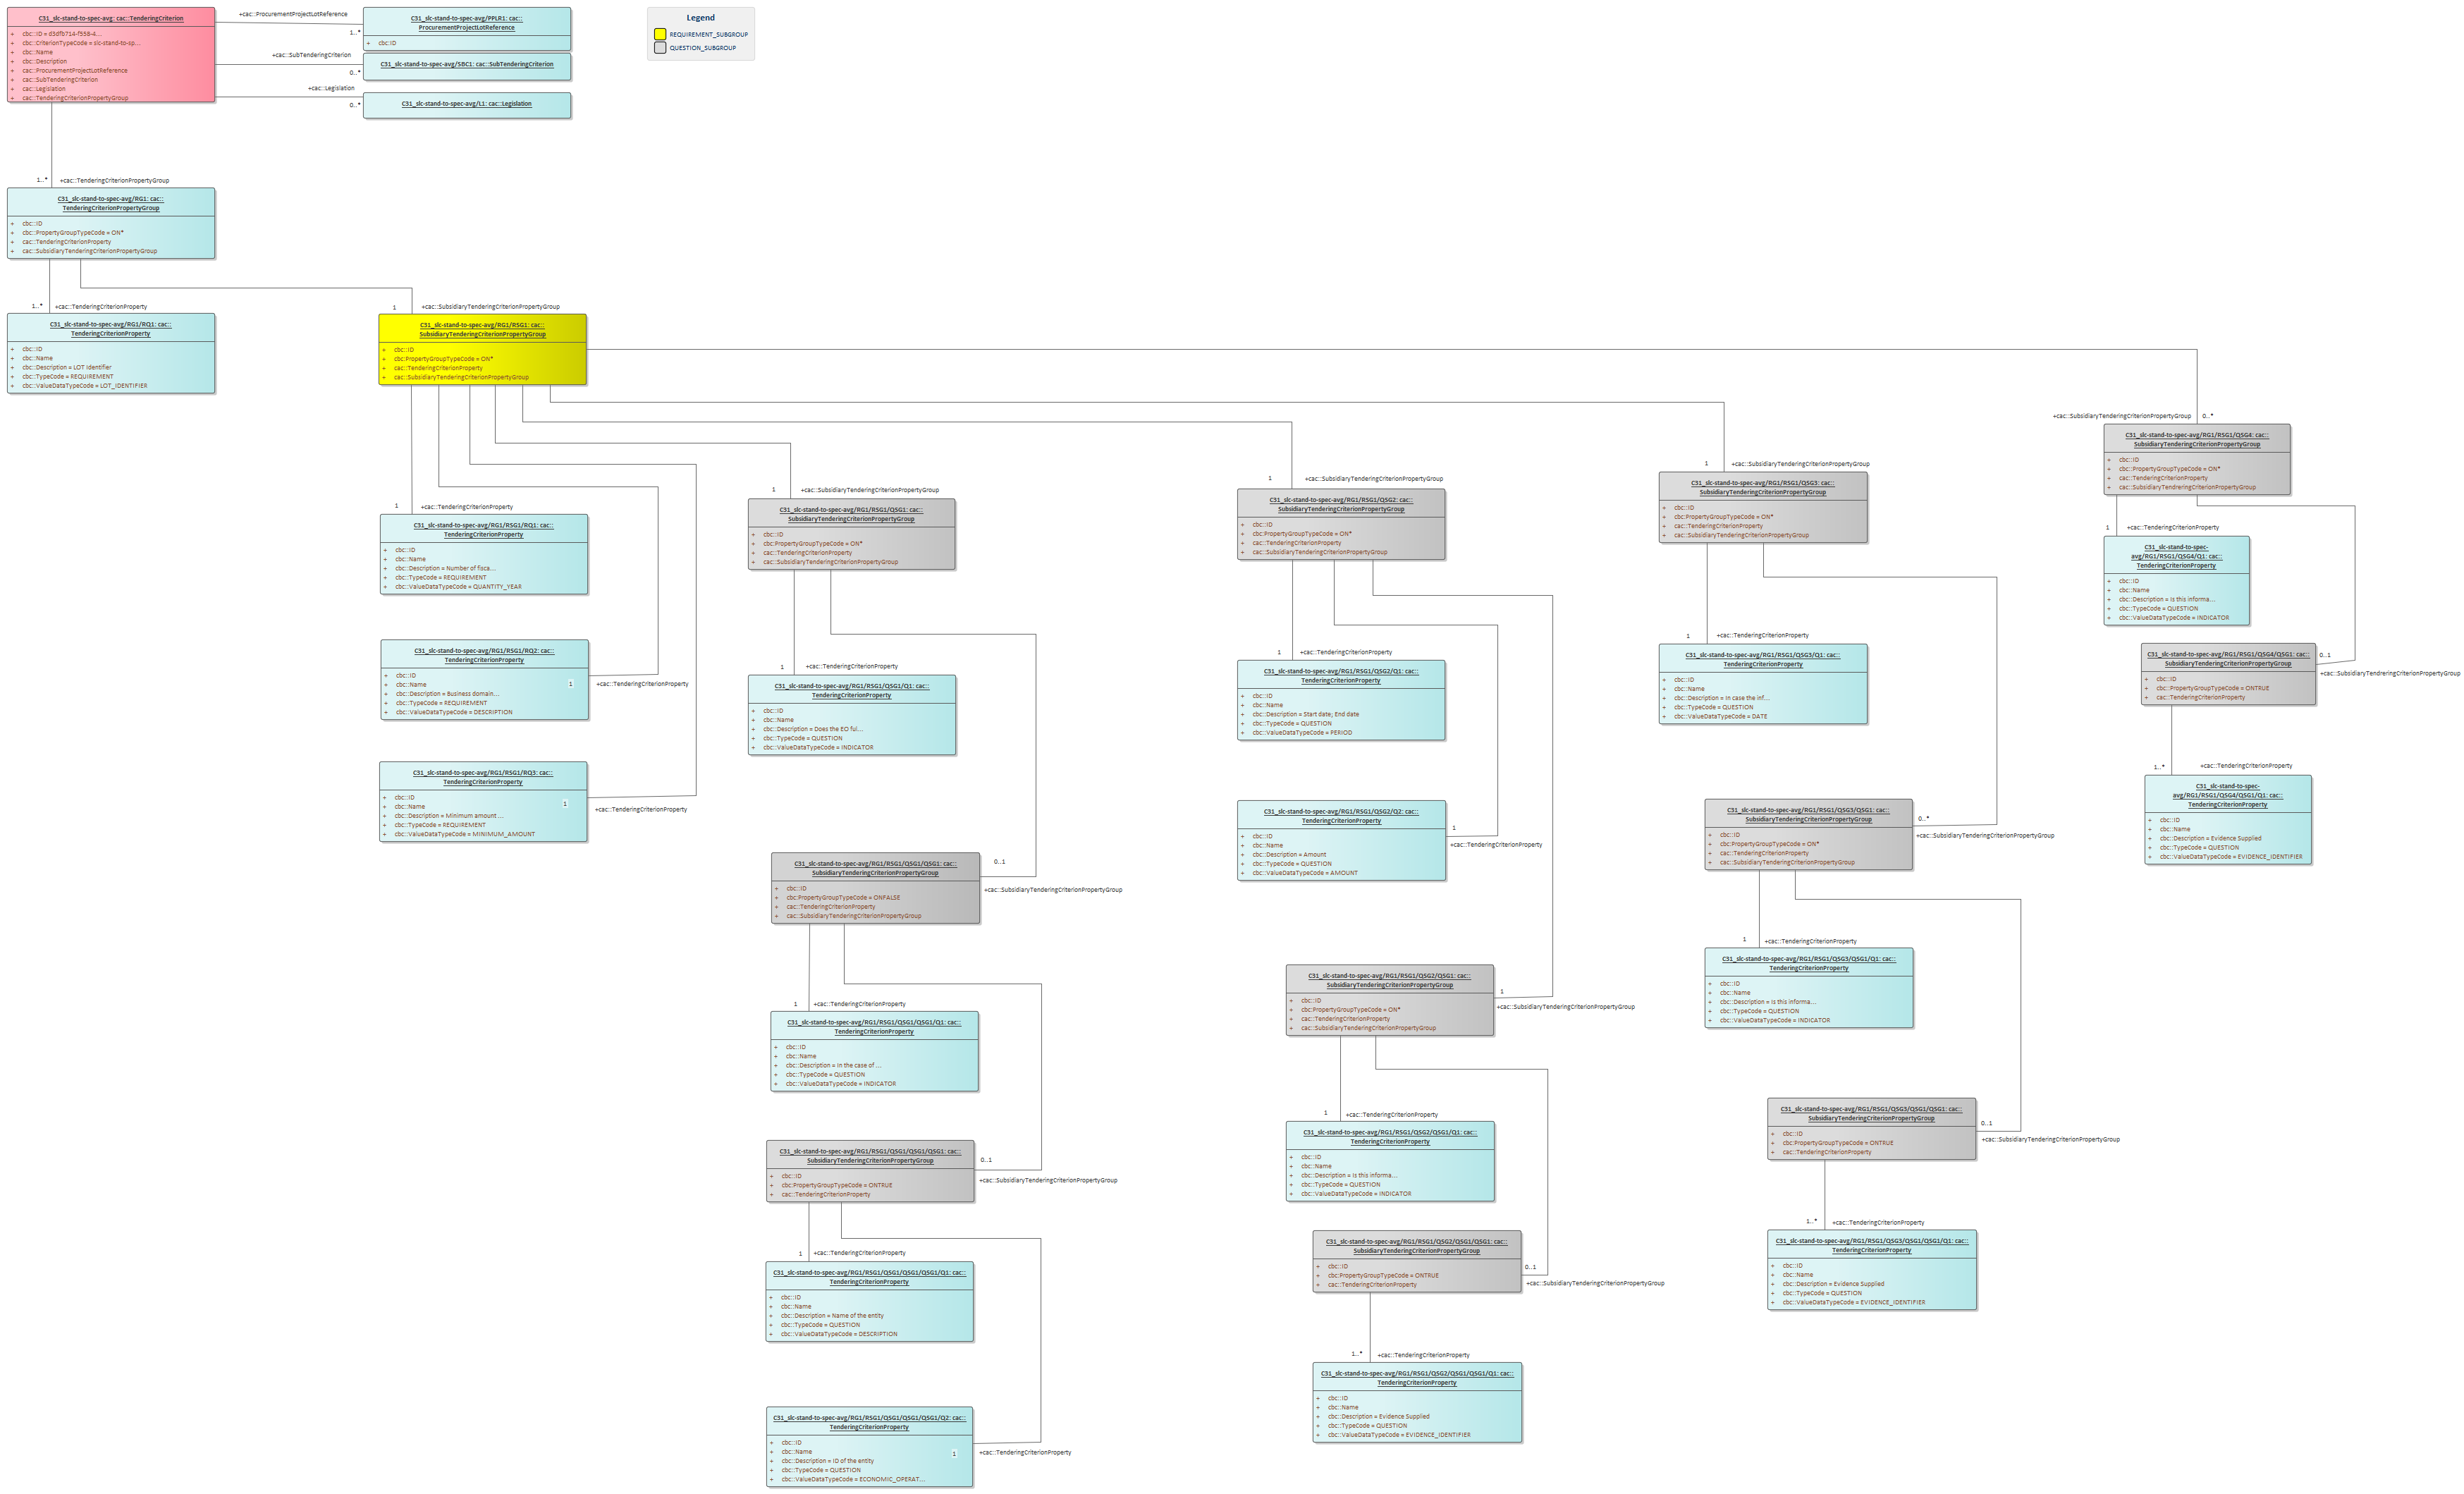 C31_slc-stand-to-spec-avg: cac::TenderingCriterion
+ cbc::ID = d3dfb714-f558-4...
+ cbc::CriterionTypeCode = slc-stand-to-sp...
+ cbc::Name
+ cbc::Description
+ cac::ProcurementProjectLotReference
+ cac::SubTenderingCriterion
+ cac::Legislation
+ cac::TenderingCriterionPropertyGroup
+cac::ProcurementProjectLotReference
1..*
C31_slc-stand-to-spec-avg/PPLR1: cac::
ProcurementProjectLotReference
+ cbc:ID
+cac::SubTenderingCriterion
0..*
C31_slc-stand-to-spec-avg/SBC1: cac::SubTenderingCriterion
+cac::Legislation
0..*
C31_slc-stand-to-spec-avg/L1: cac::Legislation
Legend
REQUIREMENT_SUBGROUP
QUESTION_SUBGROUP
1..* +cac::TenderingCriterionPropertyGroup
C31_slc-stand-to-spec-avg/RG1: cac::
TenderingCriterionPropertyGroup
+ cbc::ID
+ cbc::PropertyGroupTypeCode = ON*
+ cac::TenderingCriterionProperty
+ cac::SubsidiaryTenderingCriterionPropertyGroup
1..* +cac::TenderingCriterionProperty
C31_slc-stand-to-spec-avg/RG1/RQ1: cac::
TenderingCriterionProperty
+ cbc::ID
+ cbc::Name
+ cbc::Description = LOT Identifier
+ cbc::TypeCode = REQUIREMENT
+ cbc::ValueDataTypeCode = LOT_IDENTIFIER
1 +cac::SubsidiaryTenderingCriterionPropertyGroup
C31_slc-stand-to-spec-avg/RG1/RSG1: cac::
SubsidiaryTenderingCriterionPropertyGroup
+ cbc::ID
+ cbc:PropertyGroupTypeCode = ON*
+ cac::TenderingCriterionProperty
+ cac::SubsidiaryTenderingCriterionPropertyGroup
1 +cac::TenderingCriterionProperty
C31_slc-stand-to-spec-avg/RG1/RSG1/RQ1: cac::
TenderingCriterionProperty
+ cbc::ID
+ cbc::Name
+ cbc::Description = Number of fisca...
+ cbc::TypeCode = REQUIREMENT
+ cbc::ValueDataTypeCode = QUANTITY_YEAR
C31_slc-stand-to-spec-avg/RG1/RSG1/RQ2: cac::
TenderingCriterionProperty
+ cbc::ID
+ cbc::Name
+ cbc::Description = Business domain...
+ cbc::TypeCode = REQUIREMENT
+ cbc::ValueDataTypeCode = DESCRIPTION
1
+cac::TenderingCriterionProperty
C31_slc-stand-to-spec-avg/RG1/RSG1/RQ3: cac::
TenderingCriterionProperty
+ cbc::ID
+ cbc::Name
+ cbc::Description = Minimum amount ...
+ cbc::TypeCode = REQUIREMENT
+ cbc::ValueDataTypeCode = MINIMUM_AMOUNT
1
+cac::TenderingCriterionProperty
1 +cac::SubsidiaryTenderingCriterionPropertyGroup
C31_slc-stand-to-spec-avg/RG1/RSG1/QSG1: cac::
SubsidiaryTenderingCriterionPropertyGroup
+ cbc::ID
+ cbc:PropertyGroupTypeCode = ON*
+ cac::TenderingCriterionProperty
+ cac::SubsidiaryTenderingCriterionPropertyGroup
1 +cac::TenderingCriterionProperty
C31_slc-stand-to-spec-avg/RG1/RSG1/QSG1/Q1: cac::
TenderingCriterionProperty
+ cbc::ID
+ cbc::Name
+ cbc::Description = Does the EO ful...
+ cbc::TypeCode = QUESTION
+ cbc::ValueDataTypeCode = INDICATOR
0..1
+cac::SubsidiaryTenderingCriterionPropertyGroup
C31_slc-stand-to-spec-avg/RG1/RSG1/QSG1/QSG1: cac::
SubsidiaryTenderingCriterionPropertyGroup
+ cbc::ID
+ cbc:PropertyGroupTypeCode = ONFALSE
+ cac::TenderingCriterionProperty
+ cac::SubsidiaryTenderingCriterionPropertyGroup
1 +cac::TenderingCriterionProperty
C31_slc-stand-to-spec-avg/RG1/RSG1/QSG1/QSG1/Q1: cac::
TenderingCriterionProperty
+ cbc::ID
+ cbc::Name
+ cbc::Description = In the case of ...
+ cbc::TypeCode = QUESTION
+ cbc::ValueDataTypeCode = INDICATOR
0..1
+cac::SubsidiaryTenderingCriterionPropertyGroup
C31_slc-stand-to-spec-avg/RG1/RSG1/QSG1/QSG1/QSG1: cac::
SubsidiaryTenderingCriterionPropertyGroup
+ cbc::ID
+ cbc:PropertyGroupTypeCode = ONTRUE
+ cac::TenderingCriterionProperty
1 +cac::TenderingCriterionProperty
C31_slc-stand-to-spec-avg/RG1/RSG1/QSG1/QSG1/QSG1/Q1: cac::
TenderingCriterionProperty
+ cbc::ID
+ cbc::Name
+ cbc::Description = Name of the entity
+ cbc::TypeCode = QUESTION
+ cbc::ValueDataTypeCode = DESCRIPTION
C31_slc-stand-to-spec-avg/RG1/RSG1/QSG1/QSG1/QSG1/Q2: cac::
TenderingCriterionProperty
+ cbc::ID
+ cbc::Name
+ cbc::Description = ID of the entity
+ cbc::TypeCode = QUESTION
+ cbc::ValueDataTypeCode = ECONOMIC_OPERAT...
1
+cac::TenderingCriterionProperty
1 +cac::SubsidiaryTenderingCriterionPropertyGroup
C31_slc-stand-to-spec-avg/RG1/RSG1/QSG2: cac::
SubsidiaryTenderingCriterionPropertyGroup
+ cbc::ID
+ cbc:PropertyGroupTypeCode = ON*
+ cac::TenderingCriterionProperty
+ cac::SubsidiaryTenderingCriterionPropertyGroup
1 +cac::TenderingCriterionProperty
C31_slc-stand-to-spec-avg/RG1/RSG1/QSG2/Q1: cac::
TenderingCriterionProperty
+ cbc::ID
+ cbc::Name
+ cbc::Description = Start date; End date
+ cbc::TypeCode = QUESTION
+ cbc::ValueDataTypeCode = PERIOD
C31_slc-stand-to-spec-avg/RG1/RSG1/QSG2/Q2: cac::
TenderingCriterionProperty
+ cbc::ID
+ cbc::Name
+ cbc::Description = Amount
+ cbc::TypeCode = QUESTION
+ cbc::ValueDataTypeCode = AMOUNT
1
+cac::TenderingCriterionProperty
C31_slc-stand-to-spec-avg/RG1/RSG1/QSG2/QSG1: cac::
SubsidiaryTenderingCriterionPropertyGroup
+ cbc::ID
+ cbc:PropertyGroupTypeCode = ON*
+ cac::TenderingCriterionProperty
+ cac::SubsidiaryTenderingCriterionPropertyGroup
1
+cac::SubsidiaryTenderingCriterionPropertyGroup
1 +cac::TenderingCriterionProperty
C31_slc-stand-to-spec-avg/RG1/RSG1/QSG2/QSG1/Q1: cac::
TenderingCriterionProperty
+ cbc::ID
+ cbc::Name
+ cbc::Description = Is this informa...
+ cbc::TypeCode = QUESTION
+ cbc::ValueDataTypeCode = INDICATOR
C31_slc-stand-to-spec-avg/RG1/RSG1/QSG2/QSG1/QSG1: cac::
SubsidiaryTenderingCriterionPropertyGroup
+ cbc::ID
+ cbc:PropertyGroupTypeCode = ONTRUE
+ cac::TenderingCriterionProperty
0..1
+cac::SubsidiaryTenderingCriterionPropertyGroup
1..* +cac::TenderingCriterionProperty
C31_slc-stand-to-spec-avg/RG1/RSG1/QSG2/QSG1/QSG1/Q1: cac::
TenderingCriterionProperty
+ cbc::ID
+ cbc::Name
+ cbc::Description = Evidence Supplied
+ cbc::TypeCode = QUESTION
+ cbc::ValueDataTypeCode = EVIDENCE_IDENTIFIER
1 +cac::SubsidiaryTenderingCriterionPropertyGroup
C31_slc-stand-to-spec-avg/RG1/RSG1/QSG3: cac::
SubsidiaryTenderingCriterionPropertyGroup
+ cbc::ID
+ cbc:PropertyGroupTypeCode = ON*
+ cac::TenderingCriterionProperty
+ cac::SubsidiaryTenderingCriterionPropertyGroup
1 +cac::TenderingCriterionProperty
C31_slc-stand-to-spec-avg/RG1/RSG1/QSG3/Q1: cac::
TenderingCriterionProperty
+ cbc::ID
+ cbc::Name
+ cbc::Description = In case the inf...
+ cbc::TypeCode = QUESTION
+ cbc::ValueDataTypeCode = DATE
C31_slc-stand-to-spec-avg/RG1/RSG1/QSG3/QSG1: cac::
SubsidiaryTenderingCriterionPropertyGroup
+ cbc::ID
+ cbc:PropertyGroupTypeCode = ON*
+ cac::TenderingCriterionProperty
+ cac::SubsidiaryTenderingCriterionPropertyGroup
0..*
+cac::SubsidiaryTenderingCriterionPropertyGroup
1 +cac::TenderingCriterionProperty
C31_slc-stand-to-spec-avg/RG1/RSG1/QSG3/QSG1/Q1: cac::
TenderingCriterionProperty
+ cbc::ID
+ cbc::Name
+ cbc::Description = Is this informa...
+ cbc::TypeCode = QUESTION
+ cbc::ValueDataTypeCode = INDICATOR
C31_slc-stand-to-spec-avg/RG1/RSG1/QSG3/QSG1/QSG1: cac::
SubsidiaryTenderingCriterionPropertyGroup
+ cbc::ID
+ cbc:PropertyGroupTypeCode = ONTRUE
+ cac::TenderingCriterionProperty
0..1
+cac::SubsidiaryTenderingCriterionPropertyGroup
1..* +cac::TenderingCriterionProperty
C31_slc-stand-to-spec-avg/RG1/RSG1/QSG3/QSG1/QSG1/Q1: cac::
TenderingCriterionProperty
+ cbc::ID
+ cbc::Name
+ cbc::Description = Evidence Supplied
+ cbc::TypeCode = QUESTION
+ cbc::ValueDataTypeCode = EVIDENCE_IDENTIFIER
+cac::SubsidiaryTenderingCriterionPropertyGroup 0..*
C31_slc-stand-to-spec-avg/RG1/RSG1/QSG4: cac::
SubsidiaryTenderingCriterionPropertyGroup
+ cbc::ID
+ cbc::PropertyGroupTypeCode = ON*
+ cac::TenderingCriterionProperty
+ cac::SubsidiaryTendreringCriterionPropertyGroup
1 +cac::TenderingCriterionProperty
C31_slc-stand-to-spec-
avg/RG1/RSG1/QSG4/Q1: cac::
TenderingCriterionProperty
+ cbc::ID
+ cbc::Name
+ cbc::Description = Is this informa...
+ cbc::TypeCode = QUESTION
+ cbc::ValueDataTypeCode = INDICATOR
C31_slc-stand-to-spec-avg/RG1/RSG1/QSG4/QSG1: cac::
SubsidiaryTenderingCriterionPropertyGroup
+ cbc::ID
+ cbc::PropertyGroupTypeCode = ONTRUE
+ cac::TenderingCriterionProperty
0..1
+cac::SubsidiaryTendreringCriterionPropertyGroup
1..* +cac::TenderingCriterionProperty
C31_slc-stand-to-spec-
avg/RG1/RSG1/QSG4/QSG1/Q1: cac::
TenderingCriterionProperty
+ cbc::ID
+ cbc::Name
+ cbc::Description = Evidence Supplied
+ cbc::TypeCode = QUESTION
+ cbc::ValueDataTypeCode = EVIDENCE_IDENTIFIER